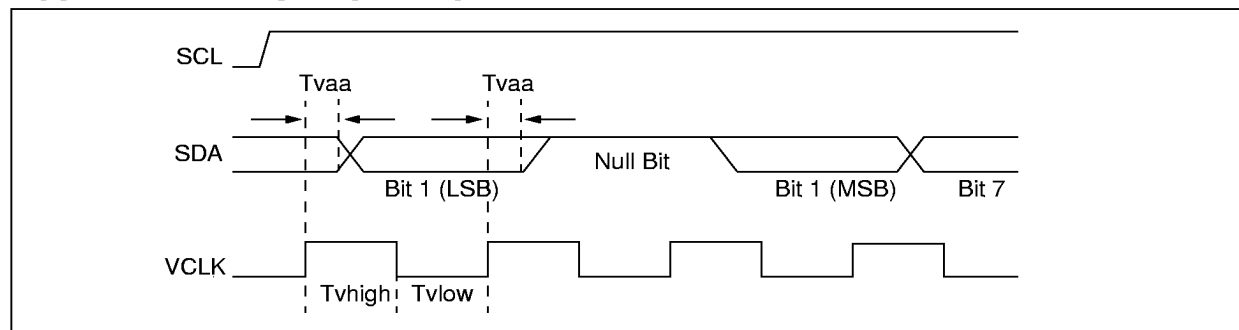 SCL
Tvaa Tvaa
SDA
Null Bit
Bit 1 (LSB) Bit 1 (MSB) Bit 7
VCLK
Tvhigh Tvlow